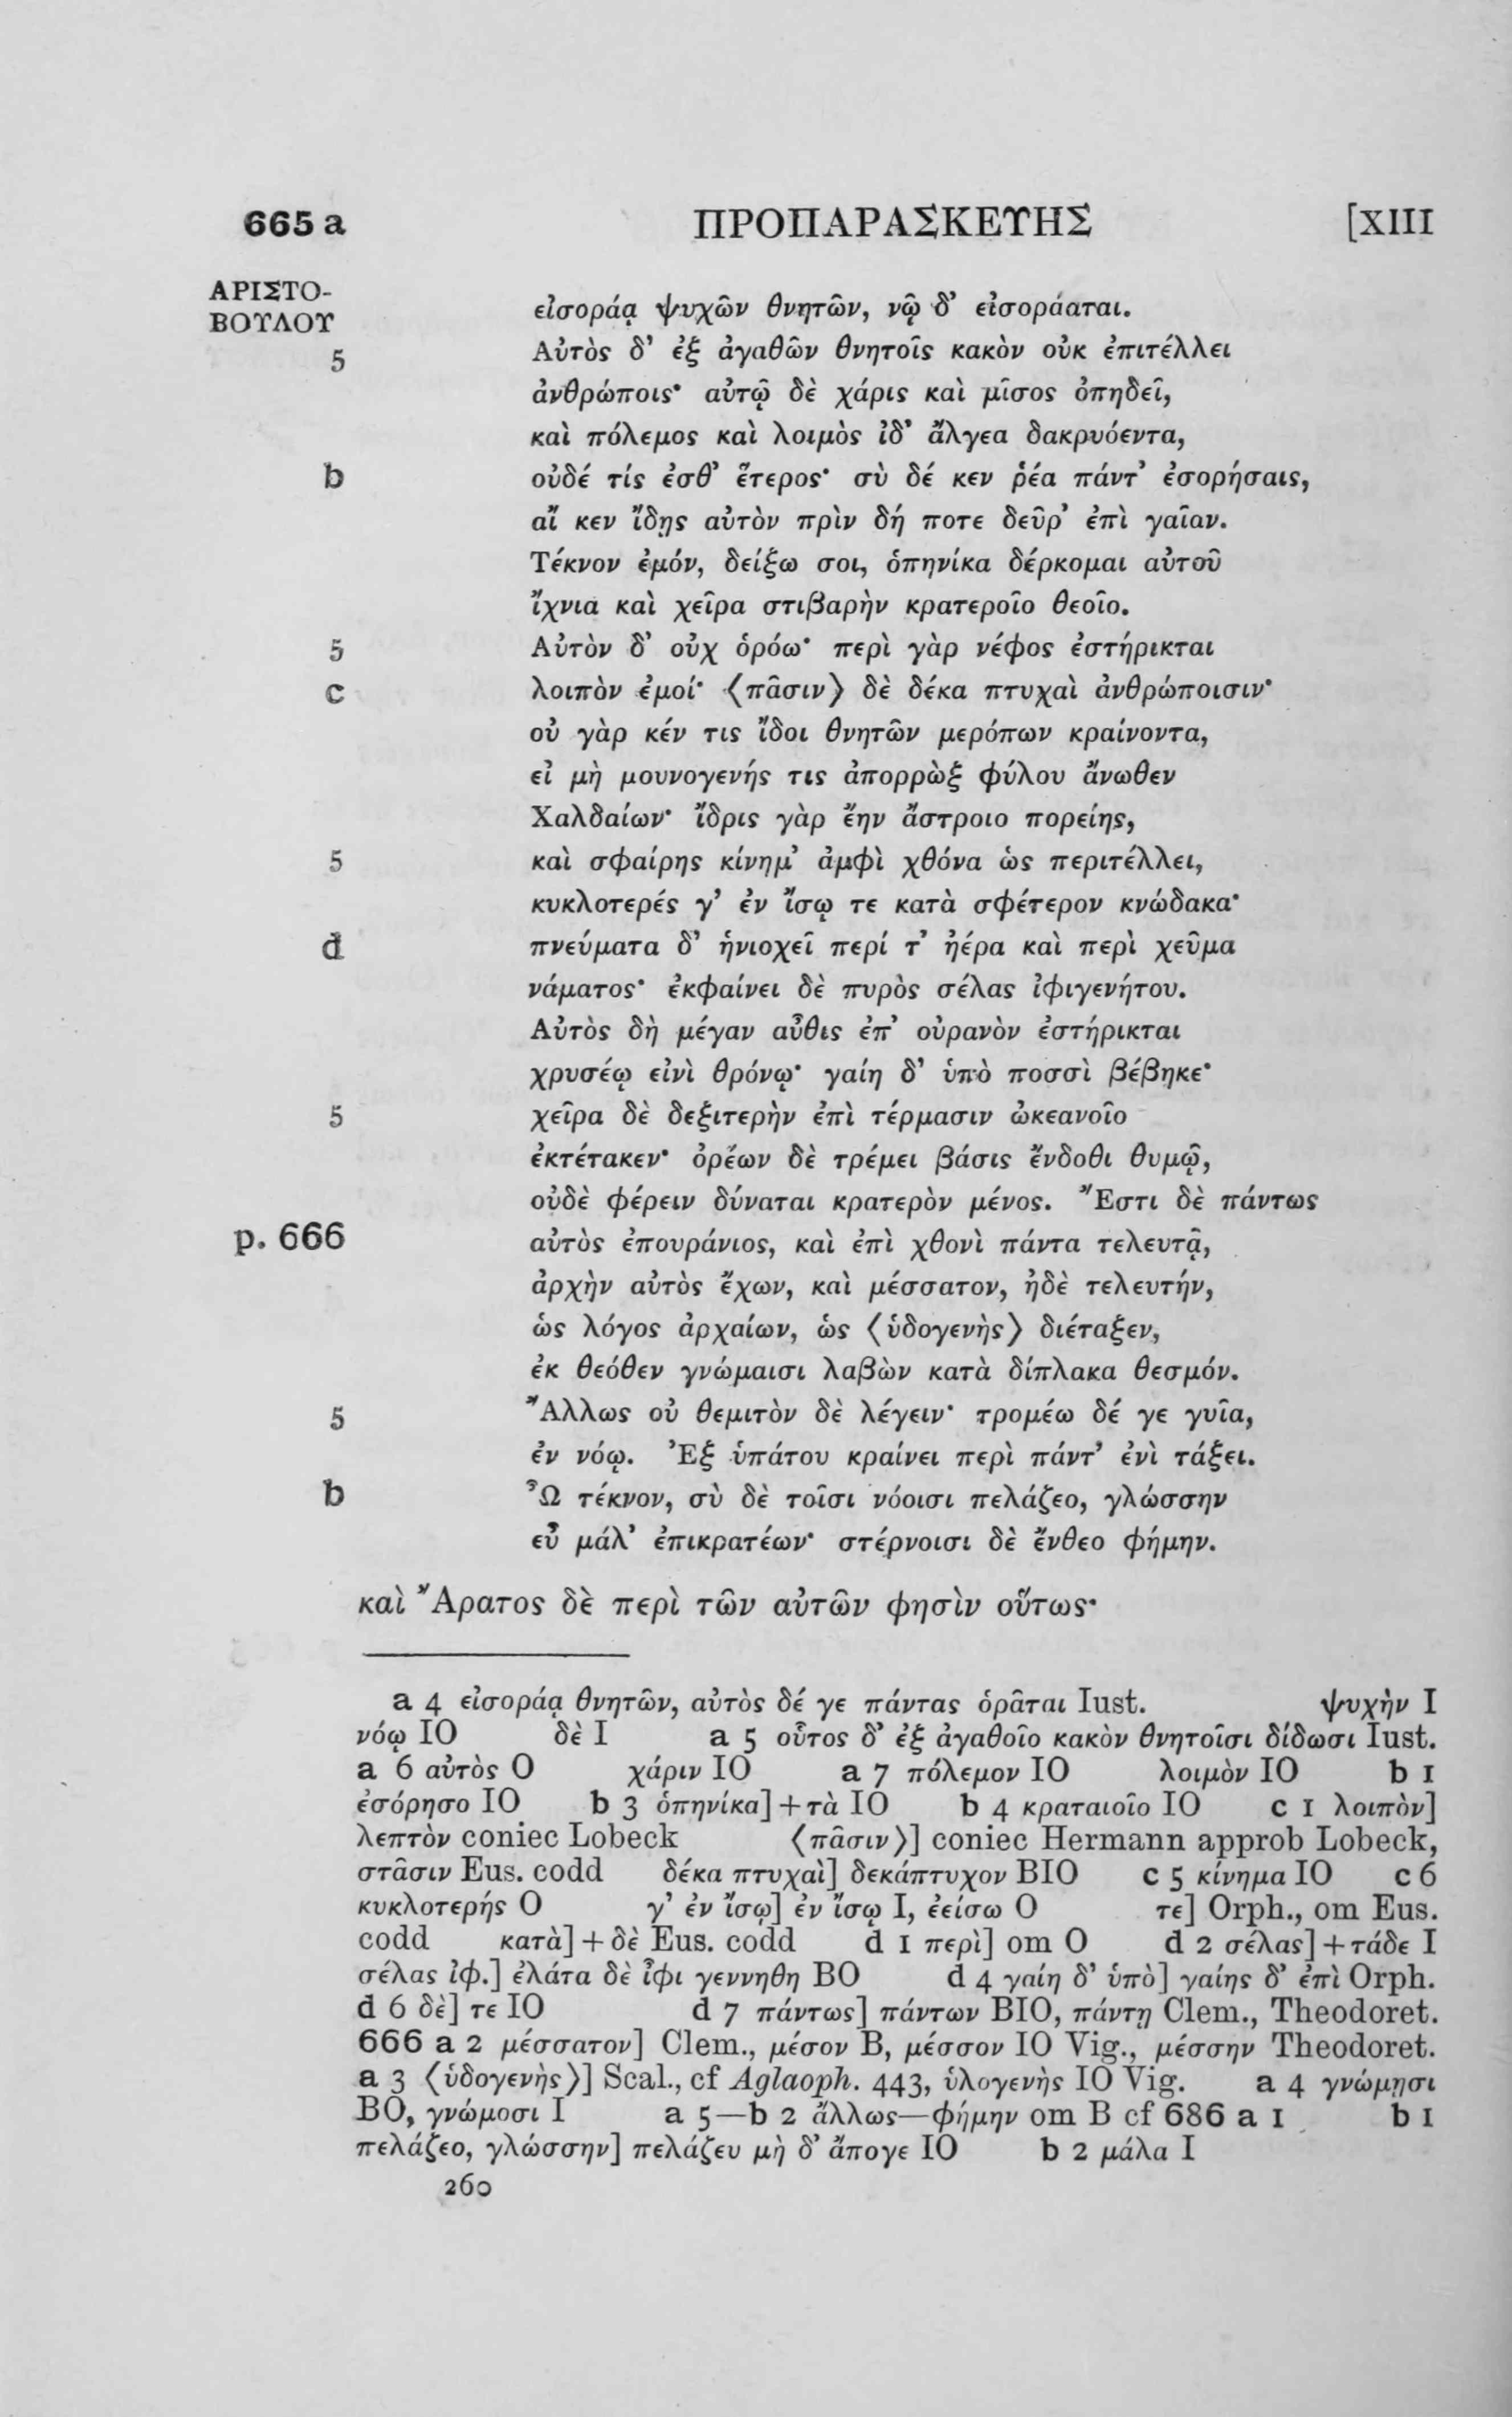 665 a ΠΡΟΠΑΡΑΣΚΕΥΗΣ [XIII
ΑΡΙΣΤΟ-
ΒΟΥΛΟΥ
εἰσοράᾳ ψυχῶν θνητῶν, νῷ δ’ εἰσοράαται.
5 Αὐτὸς δ’ ἐξ ἀγαθῶν θνητοῖς κακὸν οὐκ ἐπιτέλλει
ἀνθρώποις· αὐτῷ δὲ χάρις καὶ μῖσος ὀπηδεῖ,
καὶ πόλεμος καὶ λοιμὸς ἰδ’ ἄλγεα δακρυόεντα,
b οὐδέ τίς ἐσθ’ ἕτερος· σὺ δέ κεν ῥέα πάντ’ ἐσορήσαις,
αἴ κεν ἴδῃς αὐτὸν πρὶν δή ποτε δεῦρ’ ἐπὶ γαῖαν.
Τέκνον ἐμόν, δείξω σοι, ὁπηνίκα δέρκομαι αὐτοῦ
ἴχνια καὶ χεῖρα στιβαρὴν κρατεροῖο θεοῖο.
5 Αὐτὸν δ’ οὐχ ὁρόω· περὶ γὰρ νέφος ἐστήρικται
c λοιπὸν ἐμοί· ⟨πᾶσιν⟩ δὲ δέκα πτυχαὶ ἀνθρώποισιν·
οὐ γὰρ κέν τις ἴδοι θνητῶν μερόπων κραίνοντα,
εἰ μὴ μουνογενής τις ἀπορρὼξ φύλου ἄνωθεν
Χαλδαίων· ἴδρις γὰρ ἔην ἄστροιο πορείης,
5 καὶ σφαίρης κίνημ’ ἀμφὶ χθόνα ὡς περιτέλλει,
κυκλοτερές γ’ ἐν ἴσῳ τε κατὰ σφέτερον κνώδακα·
d πνεύματα δ’ ἡνιοχεῖ περί τ’ ἠέρα καὶ περὶ χεῦμα
νάματος· ἐκφαίνει δὲ πυρὸς σέλας ἰφιγενήτου.
Αὐτὸς δὴ μέγαν αὖθις ἐπ’ οὐρανὸν ἐστήρικται
χρυσέῳ εἰνὶ θρόνῳ· γαίη δ’ ὑπὸ ποσσὶ βέβηκε·
5 χεῖρα δὲ δεξιτερὴν ἐπὶ τέρμασιν ὠκεανοῖο
ἐκτέτακεν· ὀρέων δὲ τρέμει βάσις ἔνδοθι θυμῷ,
οὐδὲ φέρειν δύναται κρατερὸν μένος. Ἔστι δὲ πάντως
p. 666 αὐτὸς ἐπουράνιος, καὶ ἐπὶ χθονὶ πάντα τελευτᾷ,
ἀρχὴν αὐτὸς ἔχων, καὶ μέσσατον, ἠδὲ τελευτήν,
ὡς λόγος ἀρχαίων, ὡς ⟨ὑδογενὴς⟩ διέταξεν,
ἐκ θεόθεν γνώμαισι λαβὼν κατὰ δίπλακα θεσμόν.
5 Ἄλλως οὐ θεμιτὸν δὲ λέγειν· τρομέω δέ γε γυῖα,
ἐν νόῳ. Ἐξ ὑπάτου κραίνει περὶ πάντ’ ἐνὶ τάξει.
b Ὦ τέκνον, σὺ δὲ τοῖσι νόοισι πελάζεο, γλώσσην
εὖ μάλ’ ἐπικρατέων· στέρνοισι δὲ ἔνθεο φήμην.
καὶ Ἄρατος δὲ περὶ τῶν αὐτῶν φησὶν οὕτως·
a 4 εἰσοράᾳ θνητῶν, αὐτὸς δέ γε πάντας ὁρᾶται Iust. ψυχὴν I
νόῳ IO δὲ I a 5 οὗτος δ’ ἐξ ἀγαθοῖο κακὸν θνητοῖσι δίδωσι Iust.
a 6 αὐτὸς O χάριν IO a 7 πόλεμον IO λοιμὸν IO b 1
ἐσόρησο IO b 3 ὁπηνίκα]+τὰ IO b 4 κραταιοῖο IO c 1 λοιπὸν]
λεπτὸν coniec Lobeck ⟨πᾶσιν⟩] coniec Hermann approb Lobeck,
στᾶσιν Eus. codd δέκα πτυχαὶ] δεκάπτυχον BIO c 5 κίνημα IO c 6
κυκλοτερής O γ’ ἐν ἴσῳ] ἐν ἴσῳ I, ἐείσω O τε] Orph., om Eus.
codd κατὰ]+δὲ Eus. codd d 1 περὶ] om O d 2 σέλας]+τάδε I
σέλας ἰφ.] ἐλάτα δὲ ἶφι γεννηθη BO d 4 γαίη δ’ ὑπὸ] γαίης δ’ ἐπὶ Orph.
d 6 δὲ] τε IO d 7 πάντως] πάντων BIO, πάντῃ Clem., Theodoret.
666 a 2 μέσσατον] Clem., μέσον B, μέσσον IO Vig., μέσσην Theodoret.
a 3 ⟨ὑδογενὴς⟩] Scal., cf Aglaoph. 443, ὑλογενὴς IO Vig. a 4 γνώμῃσι
BO, γνώμοσι I a 5—b 2 ἄλλως—φήμην om B cf 686 a 1 b 1
πελάζεο, γλώσσην] πελάζευ μὴ δ’ ἄπογε IO b 2 μάλα I
260